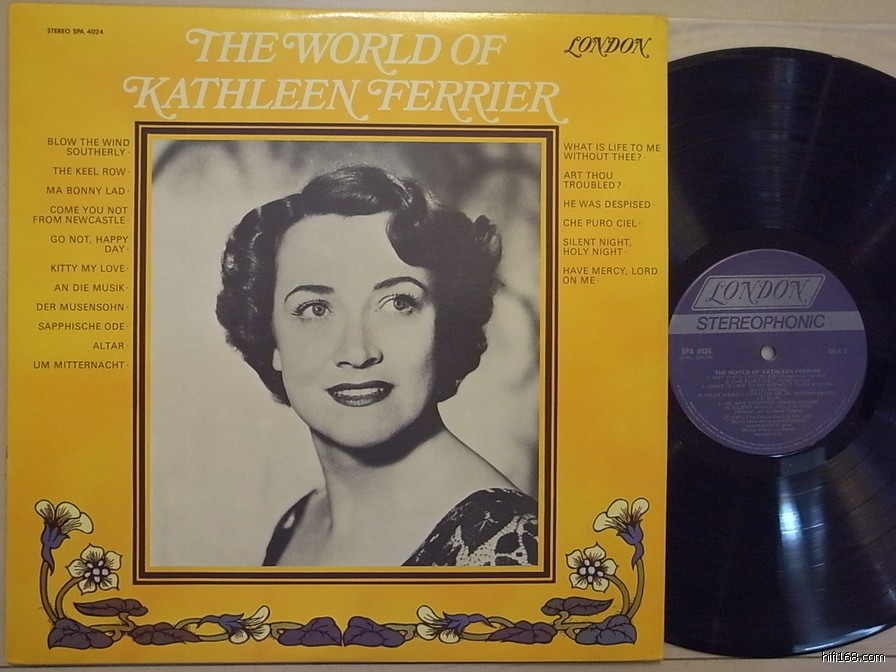 STEREO SPA 4024
THE WORLD OF
KATHLEEN FERRIER
LONDON
BLOW THE WIND
SOUTHERLY·
THE KEEL ROW·
MA BONNY LAD·
COME YOU NOT
FROM NEWCASTLE·
GO NOT, HAPPY
DAY·
KITTY MY LOVE·
AN DIE MUSIK·
DER MUSENSOHN·
SAPPHISCHE ODE·
ALTAR·
UM MITTERNACHT·
WHAT IS LIFE TO ME
WITHOUT THEE?·
ART THOU
TROUBLED?·
HE WAS DESPISED·
CHE PURO CIEL·
SILENT NIGHT,
HOLY NIGHT·
HAVE MERCY, LORD
ON ME·
LONDON
STEREOPHONIC
SPA 4024
THE WORLD OF KATHLEEN FERRIER
hifi168.com